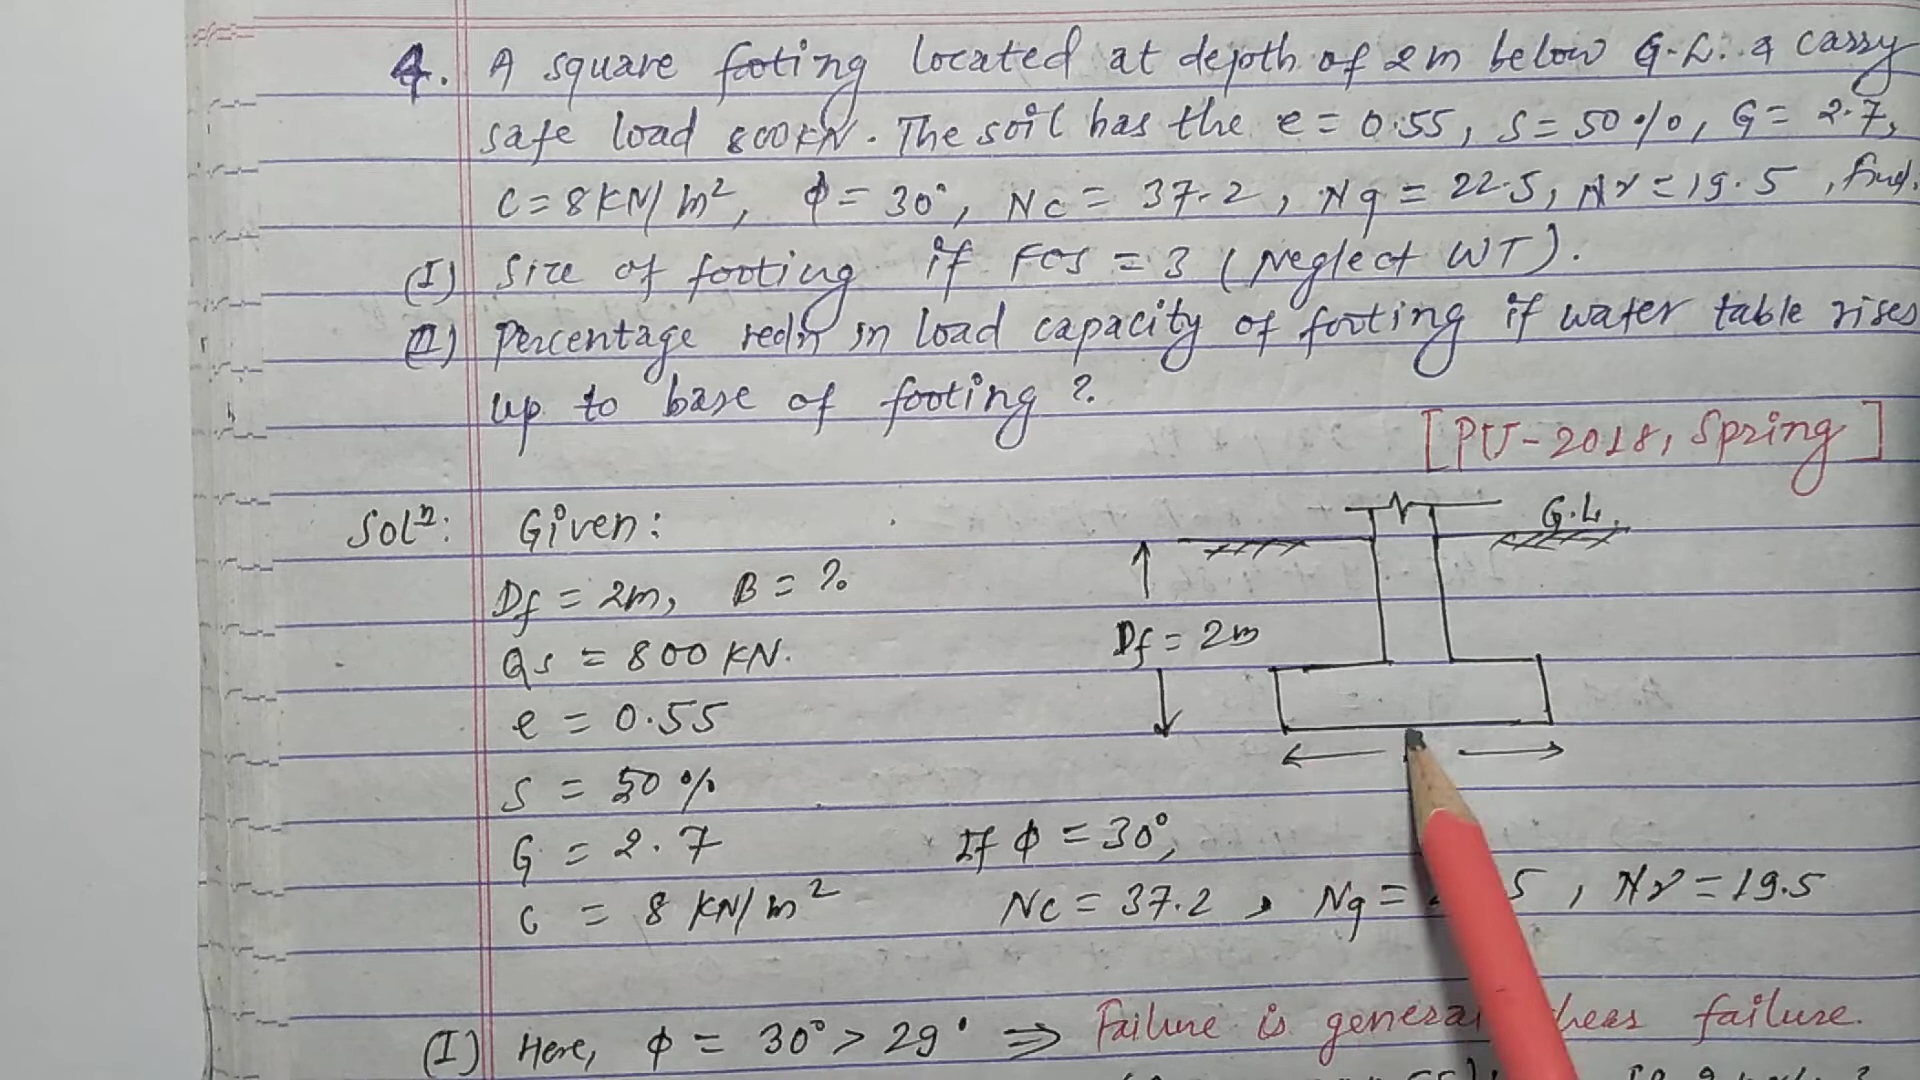 4. A square footing located at depth of 2m below G.L. & carry
safe load 800KN. The soil has the e = 0.55, S = 50%, G = 2.7,
C = 8KN/m², ϕ = 30°, Nc = 37.2, Nq = 22.5, Nγ = 19.5, find.
(I) Size of footing if FOS = 3 (Neglect WT).
(II) Percentage redⁿ in load capacity of footing if water table rises
up to base of footing?
[PU-2018, Spring]
Solⁿ: Given:
G.L.
Df = 2m, B = ?
Df = 2m
Qs = 800 KN.
e = 0.55
S = 50%
G = 2.7
If ϕ = 30°,
C = 8 KN/m²
Nc = 37.2, Nq = 5, Nγ = 19.5
(I) Here, ϕ = 30° > 29° ⇒ Failure is general shear failure.